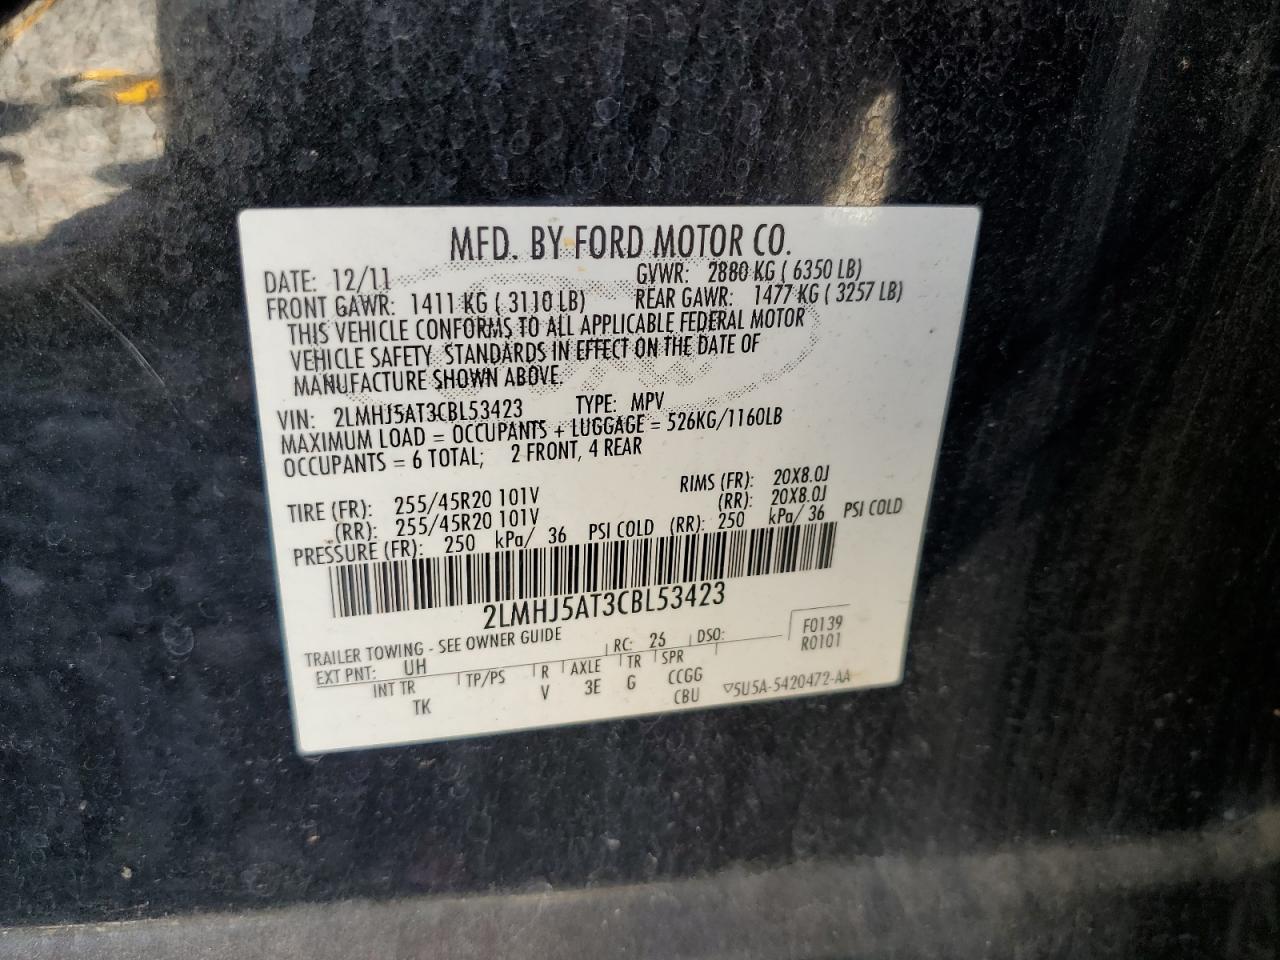 MFD. BY FORD MOTOR CO.
DATE: 12/11 GVWR: 2880 KG ( 6350 LB)
FRONT GAWR: 1411 KG ( 3110 LB) REAR GAWR: 1477 KG ( 3257 LB)
THIS VEHICLE CONFORMS TO ALL APPLICABLE FEDERAL MOTOR
VEHICLE SAFETY STANDARDS IN EFFECT ON THE DATE OF
MANUFACTURE SHOWN ABOVE.
VIN: 2LMHJ5AT3CBL53423 TYPE: MPV
MAXIMUM LOAD = OCCUPANTS + LUGGAGE = 526KG/1160LB
OCCUPANTS = 6 TOTAL; 2 FRONT, 4 REAR
TIRE (FR): 255/45R20 101V RIMS (FR): 20X8.0J
(RR): 255/45R20 101V (RR): 20X8.0J
PRESSURE (FR): 250 kPa/ 36 PSI COLD (RR): 250 kPa/ 36 PSI COLD
2LMHJ5AT3CBL53423
TRAILER TOWING - SEE OWNER GUIDE
EXT PNT: UH RC: 25 DSO: F0139
R0101
INT TR TP/PS R AXLE TR SPR
TK V 3E G CCGG
CBU ▽5U5A-5420472-AA